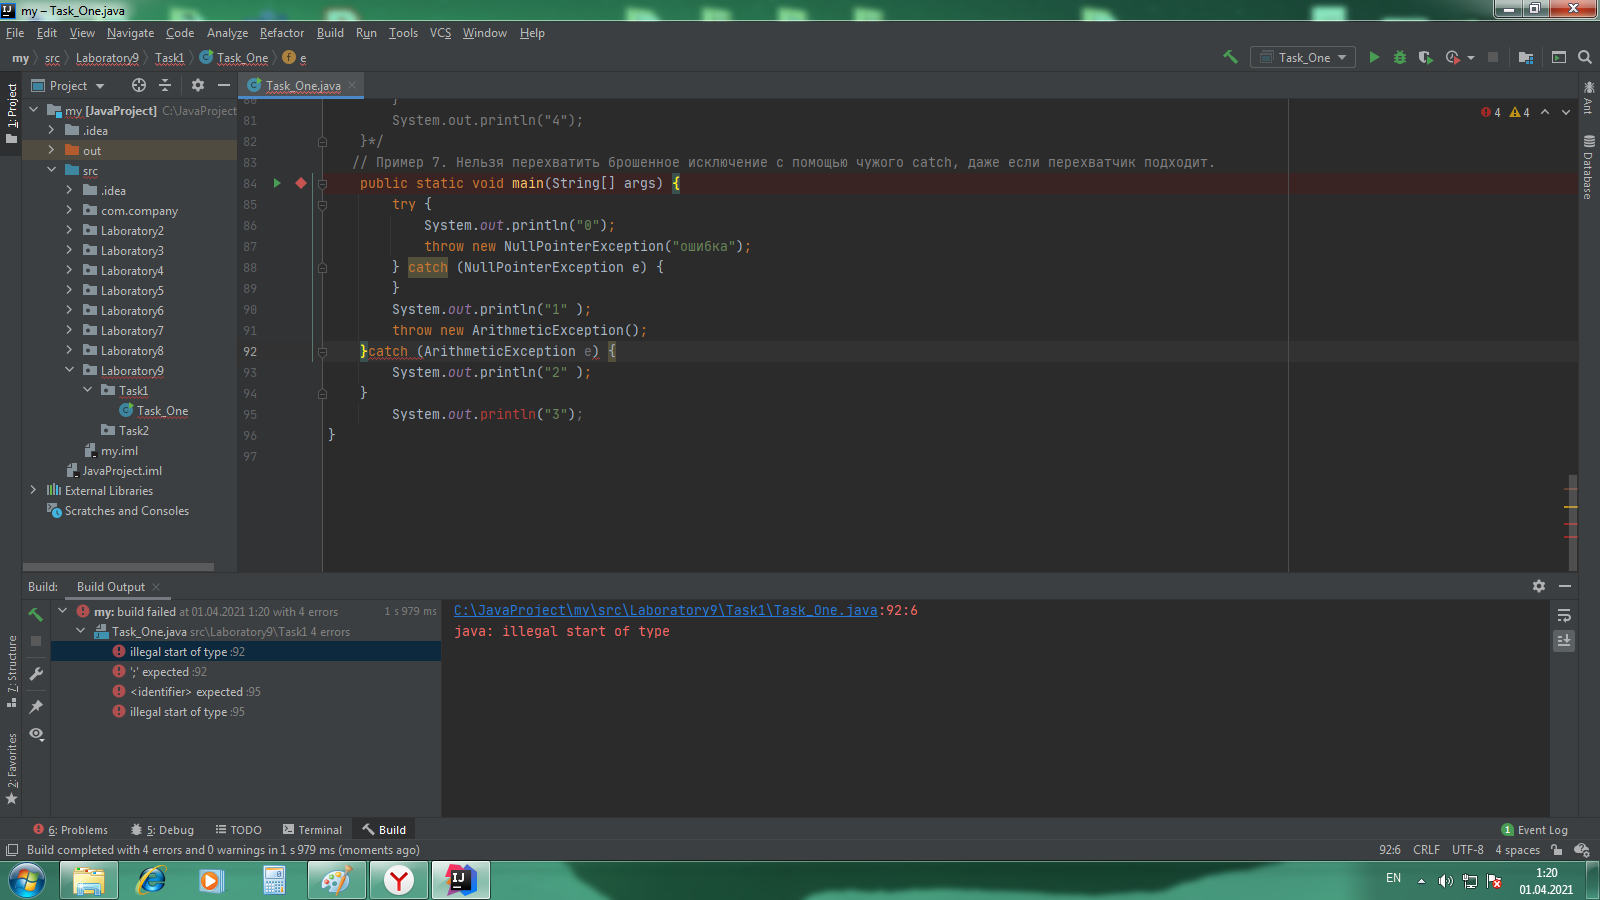 my – Task_One.java
File Edit View Navigate Code Analyze Refactor Build Run Tools VCS Window Help
my src Laboratory9 Task1 Task_One e
Task_One
1: Project
Project
Task_One.java
my [JavaProject] C:\JavaProject
.idea
out
src
.idea
com.company
Laboratory2
Laboratory3
Laboratory4
Laboratory5
Laboratory6
Laboratory7
Laboratory8
Laboratory9
Task1
Task_One
Task2
my.iml
JavaProject.iml
External Libraries
Scratches and Consoles
80 }
81 System.out.println("4");
82 }*/
83 // Пример 7. Нельзя перехватить брошенное исключение с помощью чужого catch, даже если перехватчик подходит.
84 public static void main(String[] args) {
85 try {
86 System.out.println("0");
87 throw new NullPointerException("ошибка");
88 } catch (NullPointerException e) {
89 }
90 System.out.println("1" );
91 throw new ArithmeticException();
92 }catch (ArithmeticException e) {
93 System.out.println("2" );
94 }
95 System.out.println("3");
96 }
97
4 4
Ant
Database
Build: Build Output
my: build failed at 01.04.2021 1:20 with 4 errors 1 s 979 ms
Task_One.java src\Laboratory9\Task1 4 errors
illegal start of type :92
';' expected :92
<identifier> expected :95
illegal start of type :95
C:\JavaProject\my\src\Laboratory9\Task1\Task_One.java:92:6
java: illegal start of type
7: Structure
2: Favorites
6: Problems 5: Debug TODO Terminal Build
1 Event Log
Build completed with 4 errors and 0 warnings in 1 s 979 ms (moments ago)
92:6 CRLF UTF-8 4 spaces
EN
1:20
01.04.2021